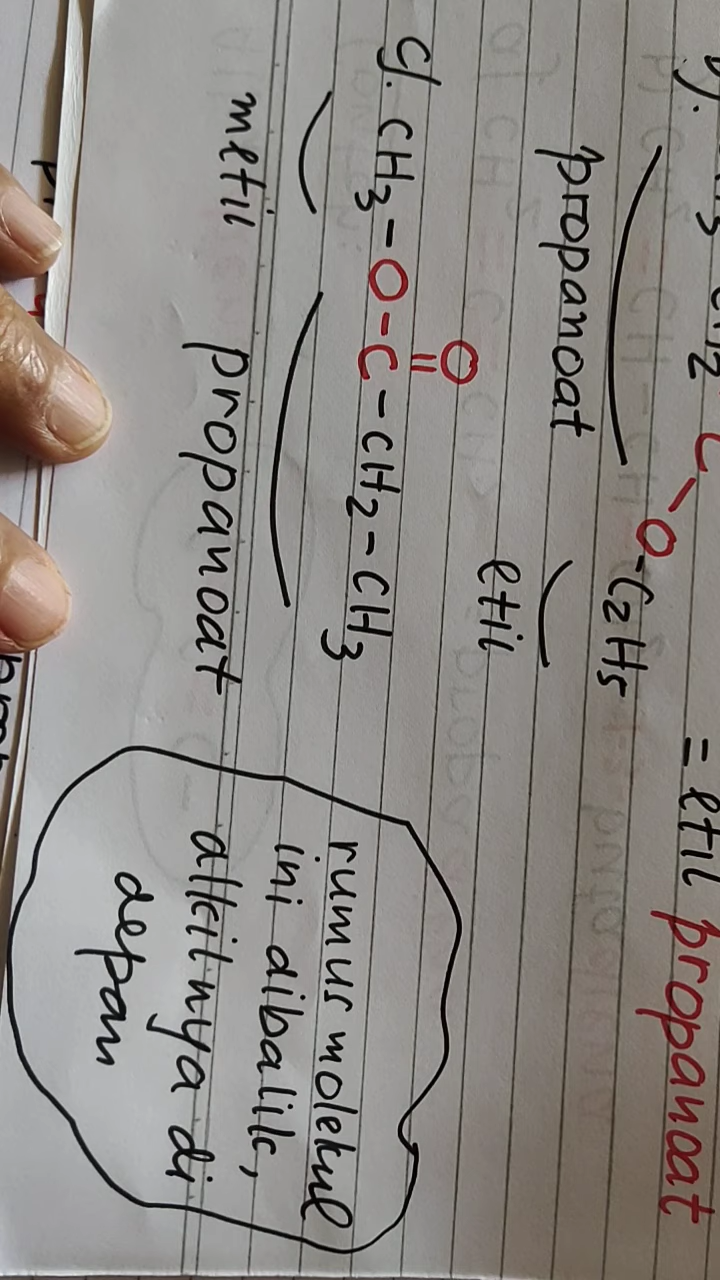 = etil propanoat
C-O-C2H5
propanoat
etil
O
||
c/. CH3-O-C-CH2-CH3
metil propanoat
rumus molekul
ini dibalik,
alkilnya di
depan